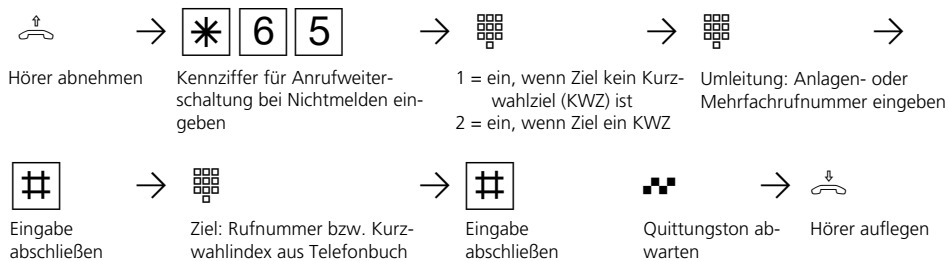 * 6 5
Hörer abnehmen
Kennziffer für Anrufweiter-
schaltung bei Nichtmelden ein-
geben
1 = ein, wenn Ziel kein Kurz-
wahlziel (KWZ) ist
2 = ein, wenn Ziel ein KWZ
Umleitung: Anlagen- oder
Mehrfachrufnummer eingeben
#
Eingabe
abschließen
Ziel: Rufnummer bzw. Kurz-
wahlindex aus Telefonbuch
#
Eingabe
abschließen
Quittungston ab-
warten
Hörer auflegen